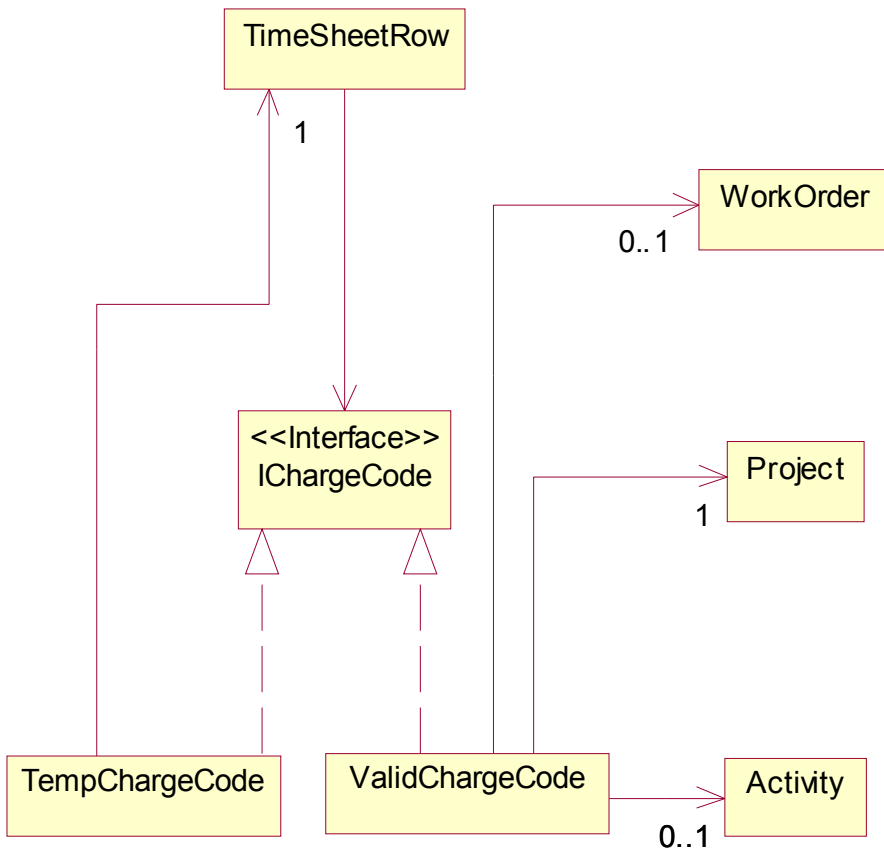 TimeSheetRow
1
WorkOrder
0..1
<<Interface>>
IChargeCode
Project
1
TempChargeCode
ValidChargeCode
Activity
0..1